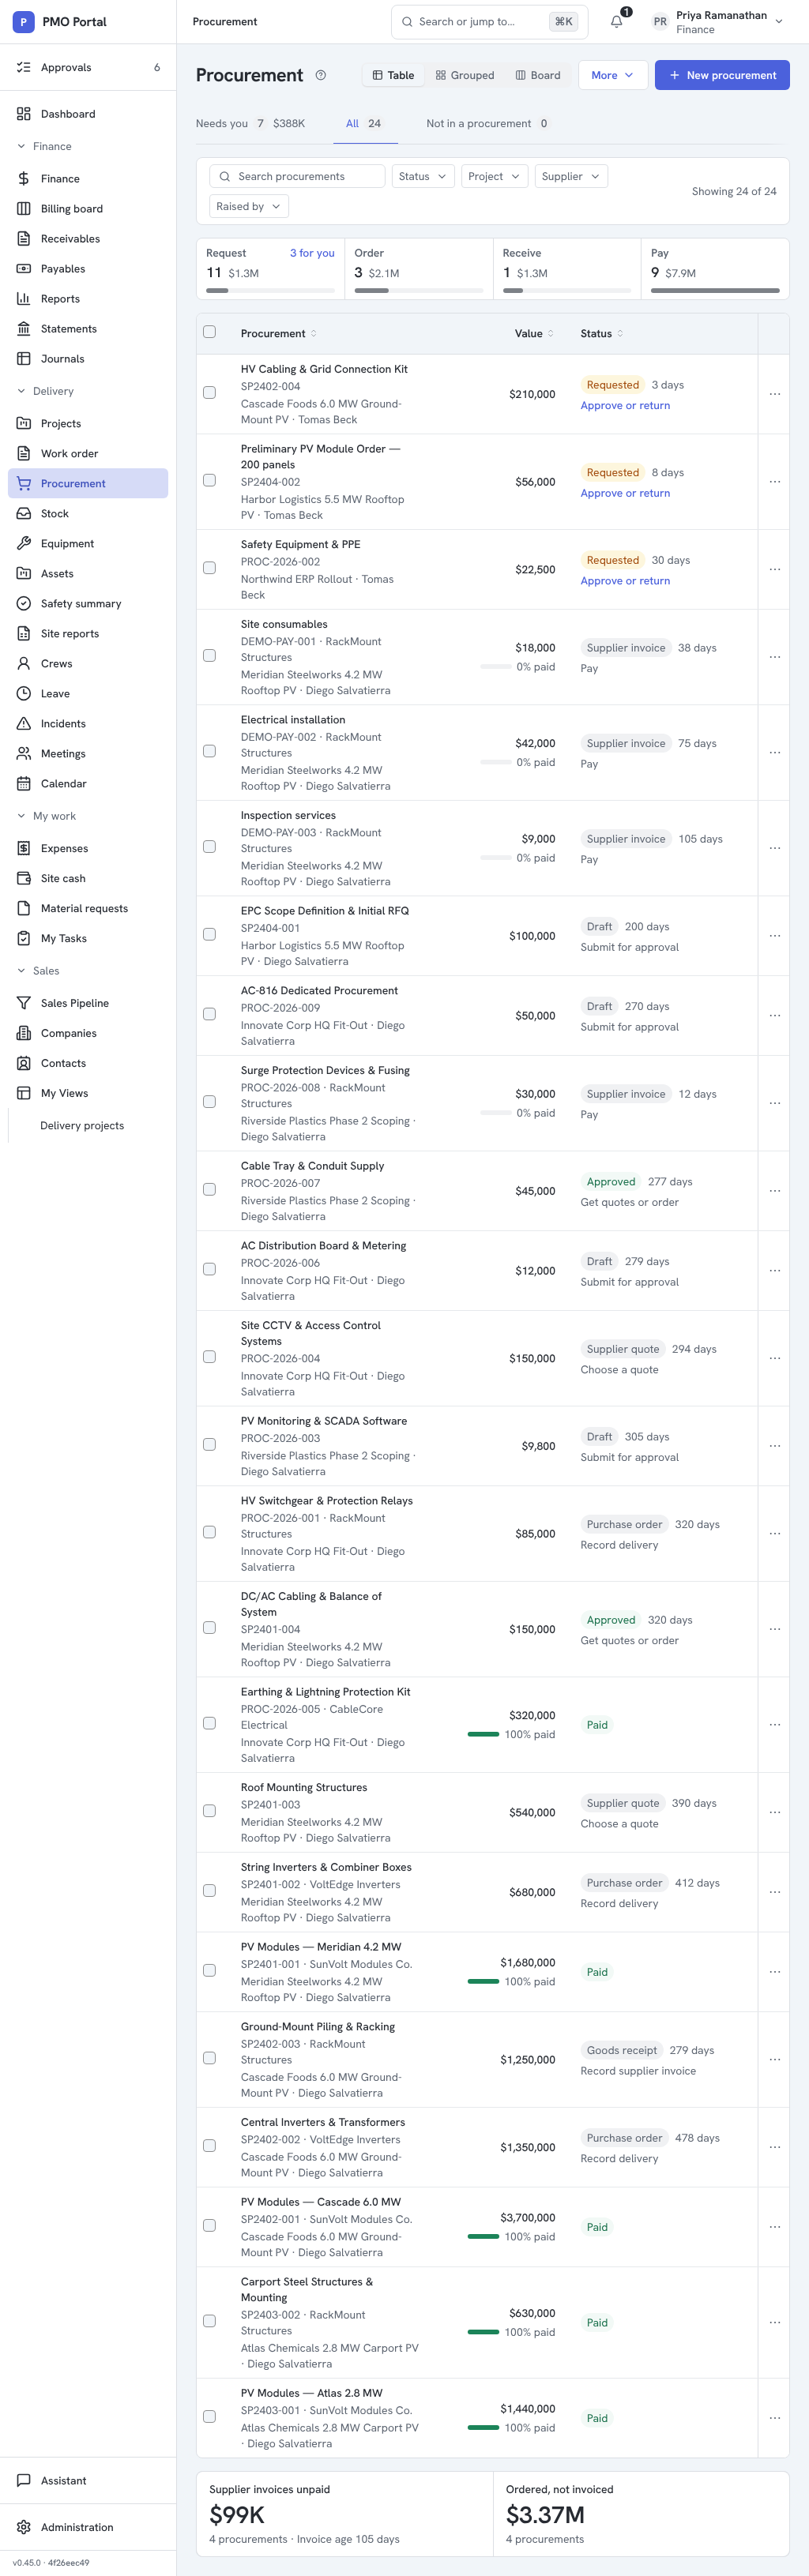 P PMO Portal
Procurement
Search or jump to...
⌘K
1
PR
Priya Ramanathan
Finance
Approvals 6
Dashboard
Finance
Finance
Billing board
Receivables
Payables
Reports
Statements
Journals
Delivery
Projects
Work order
Procurement
Stock
Equipment
Assets
Safety summary
Site reports
Crews
Leave
Incidents
Meetings
Calendar
My work
Expenses
Site cash
Material requests
My Tasks
Sales
Sales Pipeline
Companies
Contacts
My Views
Delivery projects
Assistant
Administration
v0.45.0 · 4f26eec49
Procurement
Table Grouped Board
More
New procurement
Needs you 7 $388K
All 24
Not in a procurement 0
Search procurements
Status
Project
Supplier
Raised by
Showing 24 of 24
Request 3 for you
11 $1.3M
Order
3 $2.1M
Receive
1 $1.3M
Pay
9 $7.9M
Procurement Value Status
HV Cabling & Grid Connection Kit
SP2402-004
Cascade Foods 6.0 MW Ground-
Mount PV · Tomas Beck
$210,000
Requested 3 days
Approve or return
Preliminary PV Module Order —
200 panels
SP2404-002
Harbor Logistics 5.5 MW Rooftop
PV · Tomas Beck
$56,000
Requested 8 days
Approve or return
Safety Equipment & PPE
PROC-2026-002
Northwind ERP Rollout · Tomas
Beck
$22,500
Requested 30 days
Approve or return
Site consumables
DEMO-PAY-001 · RackMount
Structures
Meridian Steelworks 4.2 MW
Rooftop PV · Diego Salvatierra
$18,000
0% paid
Supplier invoice 38 days
Pay
Electrical installation
DEMO-PAY-002 · RackMount
Structures
Meridian Steelworks 4.2 MW
Rooftop PV · Diego Salvatierra
$42,000
0% paid
Supplier invoice 75 days
Pay
Inspection services
DEMO-PAY-003 · RackMount
Structures
Meridian Steelworks 4.2 MW
Rooftop PV · Diego Salvatierra
$9,000
0% paid
Supplier invoice 105 days
Pay
EPC Scope Definition & Initial RFQ
SP2404-001
Harbor Logistics 5.5 MW Rooftop
PV · Diego Salvatierra
$100,000
Draft 200 days
Submit for approval
AC-816 Dedicated Procurement
PROC-2026-009
Innovate Corp HQ Fit-Out · Diego
Salvatierra
$50,000
Draft 270 days
Submit for approval
Surge Protection Devices & Fusing
PROC-2026-008 · RackMount
Structures
Riverside Plastics Phase 2 Scoping ·
Diego Salvatierra
$30,000
0% paid
Supplier invoice 12 days
Pay
Cable Tray & Conduit Supply
PROC-2026-007
Riverside Plastics Phase 2 Scoping ·
Diego Salvatierra
$45,000
Approved 277 days
Get quotes or order
AC Distribution Board & Metering
PROC-2026-006
Innovate Corp HQ Fit-Out · Diego
Salvatierra
$12,000
Draft 279 days
Submit for approval
Site CCTV & Access Control
Systems
PROC-2026-004
Innovate Corp HQ Fit-Out · Diego
Salvatierra
$150,000
Supplier quote 294 days
Choose a quote
PV Monitoring & SCADA Software
PROC-2026-003
Riverside Plastics Phase 2 Scoping ·
Diego Salvatierra
$9,800
Draft 305 days
Submit for approval
HV Switchgear & Protection Relays
PROC-2026-001 · RackMount
Structures
Innovate Corp HQ Fit-Out · Diego
Salvatierra
$85,000
Purchase order 320 days
Record delivery
DC/AC Cabling & Balance of
System
SP2401-004
Meridian Steelworks 4.2 MW
Rooftop PV · Diego Salvatierra
$150,000
Approved 320 days
Get quotes or order
Earthing & Lightning Protection Kit
PROC-2026-005 · CableCore
Electrical
Innovate Corp HQ Fit-Out · Diego
Salvatierra
$320,000
100% paid
Paid
Roof Mounting Structures
SP2401-003
Meridian Steelworks 4.2 MW
Rooftop PV · Diego Salvatierra
$540,000
Supplier quote 390 days
Choose a quote
String Inverters & Combiner Boxes
SP2401-002 · VoltEdge Inverters
Meridian Steelworks 4.2 MW
Rooftop PV · Diego Salvatierra
$680,000
Purchase order 412 days
Record delivery
PV Modules — Meridian 4.2 MW
SP2401-001 · SunVolt Modules Co.
Meridian Steelworks 4.2 MW
Rooftop PV · Diego Salvatierra
$1,680,000
100% paid
Paid
Ground-Mount Piling & Racking
SP2402-003 · RackMount
Structures
Cascade Foods 6.0 MW Ground-
Mount PV · Diego Salvatierra
$1,250,000
Goods receipt 279 days
Record supplier invoice
Central Inverters & Transformers
SP2402-002 · VoltEdge Inverters
Cascade Foods 6.0 MW Ground-
Mount PV · Diego Salvatierra
$1,350,000
Purchase order 478 days
Record delivery
PV Modules — Cascade 6.0 MW
SP2402-001 · SunVolt Modules Co.
Cascade Foods 6.0 MW Ground-
Mount PV · Diego Salvatierra
$3,700,000
100% paid
Paid
Carport Steel Structures &
Mounting
SP2403-002 · RackMount
Structures
Atlas Chemicals 2.8 MW Carport PV
· Diego Salvatierra
$630,000
100% paid
Paid
PV Modules — Atlas 2.8 MW
SP2403-001 · SunVolt Modules Co.
Atlas Chemicals 2.8 MW Carport PV
· Diego Salvatierra
$1,440,000
100% paid
Paid
Supplier invoices unpaid
$99K
4 procurements · Invoice age 105 days
Ordered, not invoiced
$3.37M
4 procurements